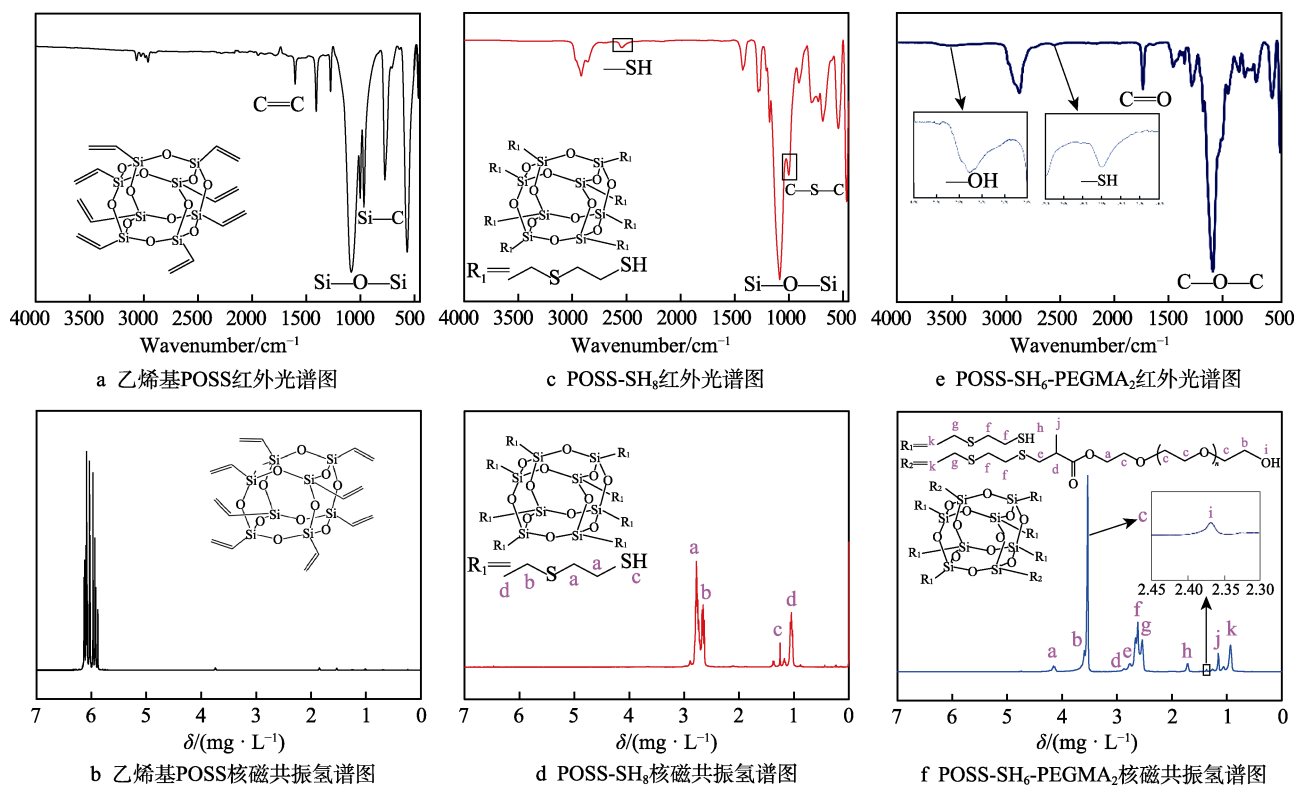 C=C
Si—C
Si—O—Si
4000 3500 3000 2500 2000 1500 1000 500
Wavenumber/cm⁻¹
a 乙烯基POSS红外光谱图
—SH
C—S—C
R₁= S SH
Si—O—Si
4000 3500 3000 2500 2000 1500 1000 500
Wavenumber/cm⁻¹
c POSS-SH₈红外光谱图
C=O
—OH
—SH
C—O—C
4000 3500 3000 2500 2000 1500 1000 500
Wavenumber/cm⁻¹
e POSS-SH₆-PEGMA₂红外光谱图
7 6 5 4 3 2 1 0
δ/(mg · L⁻¹)
b 乙烯基POSS核磁共振氢谱图
R₁= S SH
d b a a c
a
b
c
d
7 6 5 4 3 2 1 0
δ/(mg · L⁻¹)
d POSS-SH₈核磁共振氢谱图
g f h j
R₁= k S f SH b i
R₂= k g S f f S e d O O a c O c c O n c OH
c
i
2.45 2.40 2.35 2.30
a b d e f g h j k
7 6 5 4 3 2 1 0
δ/(mg · L⁻¹)
f POSS-SH₆-PEGMA₂核磁共振氢谱图